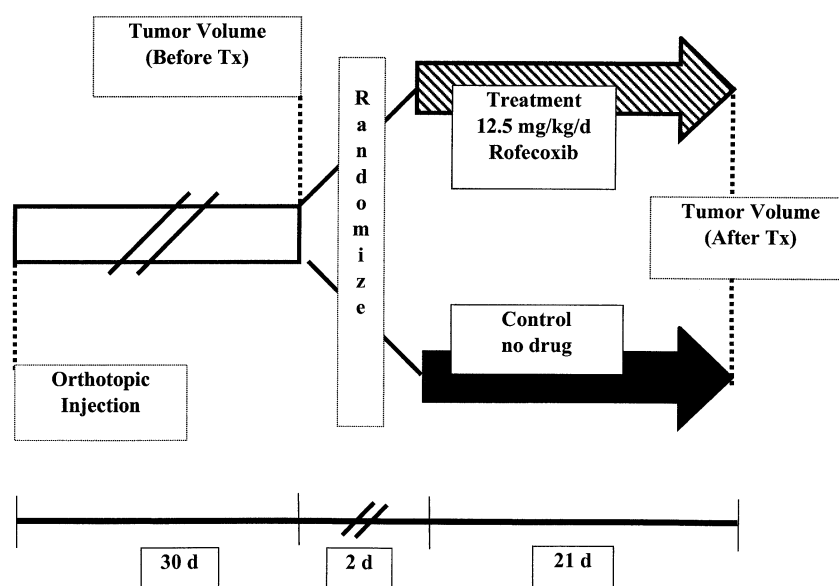 Tumor Volume
(Before Tx)
Randomize
Treatment
12.5 mg/kg/d
Rofecoxib
Tumor Volume
(After Tx)
Control
no drug
Orthotopic
Injection
30 d
2 d
21 d